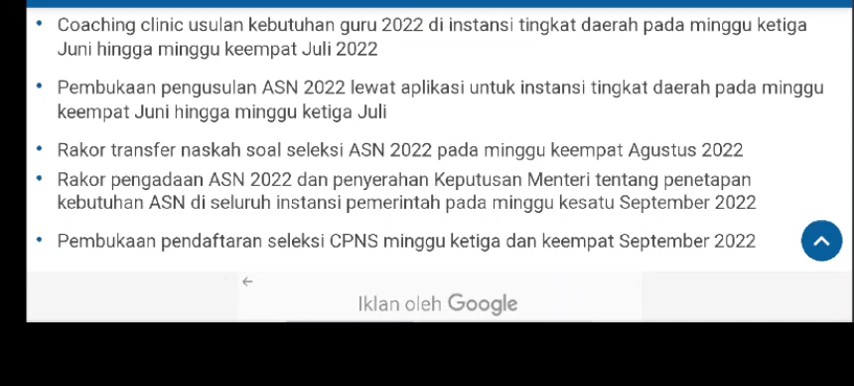 • Coaching clinic usulan kebutuhan guru 2022 di instansi tingkat daerah pada minggu ketiga
Juni hingga minggu keempat Juli 2022
• Pembukaan pengusulan ASN 2022 lewat aplikasi untuk instansi tingkat daerah pada minggu
keempat Juni hingga minggu ketiga Juli
• Rakor transfer naskah soal seleksi ASN 2022 pada minggu keempat Agustus 2022
• Rakor pengadaan ASN 2022 dan penyerahan Keputusan Menteri tentang penetapan
kebutuhan ASN di seluruh instansi pemerintah pada minggu kesatu September 2022
• Pembukaan pendaftaran seleksi CPNS minggu ketiga dan keempat September 2022
Iklan oleh Google